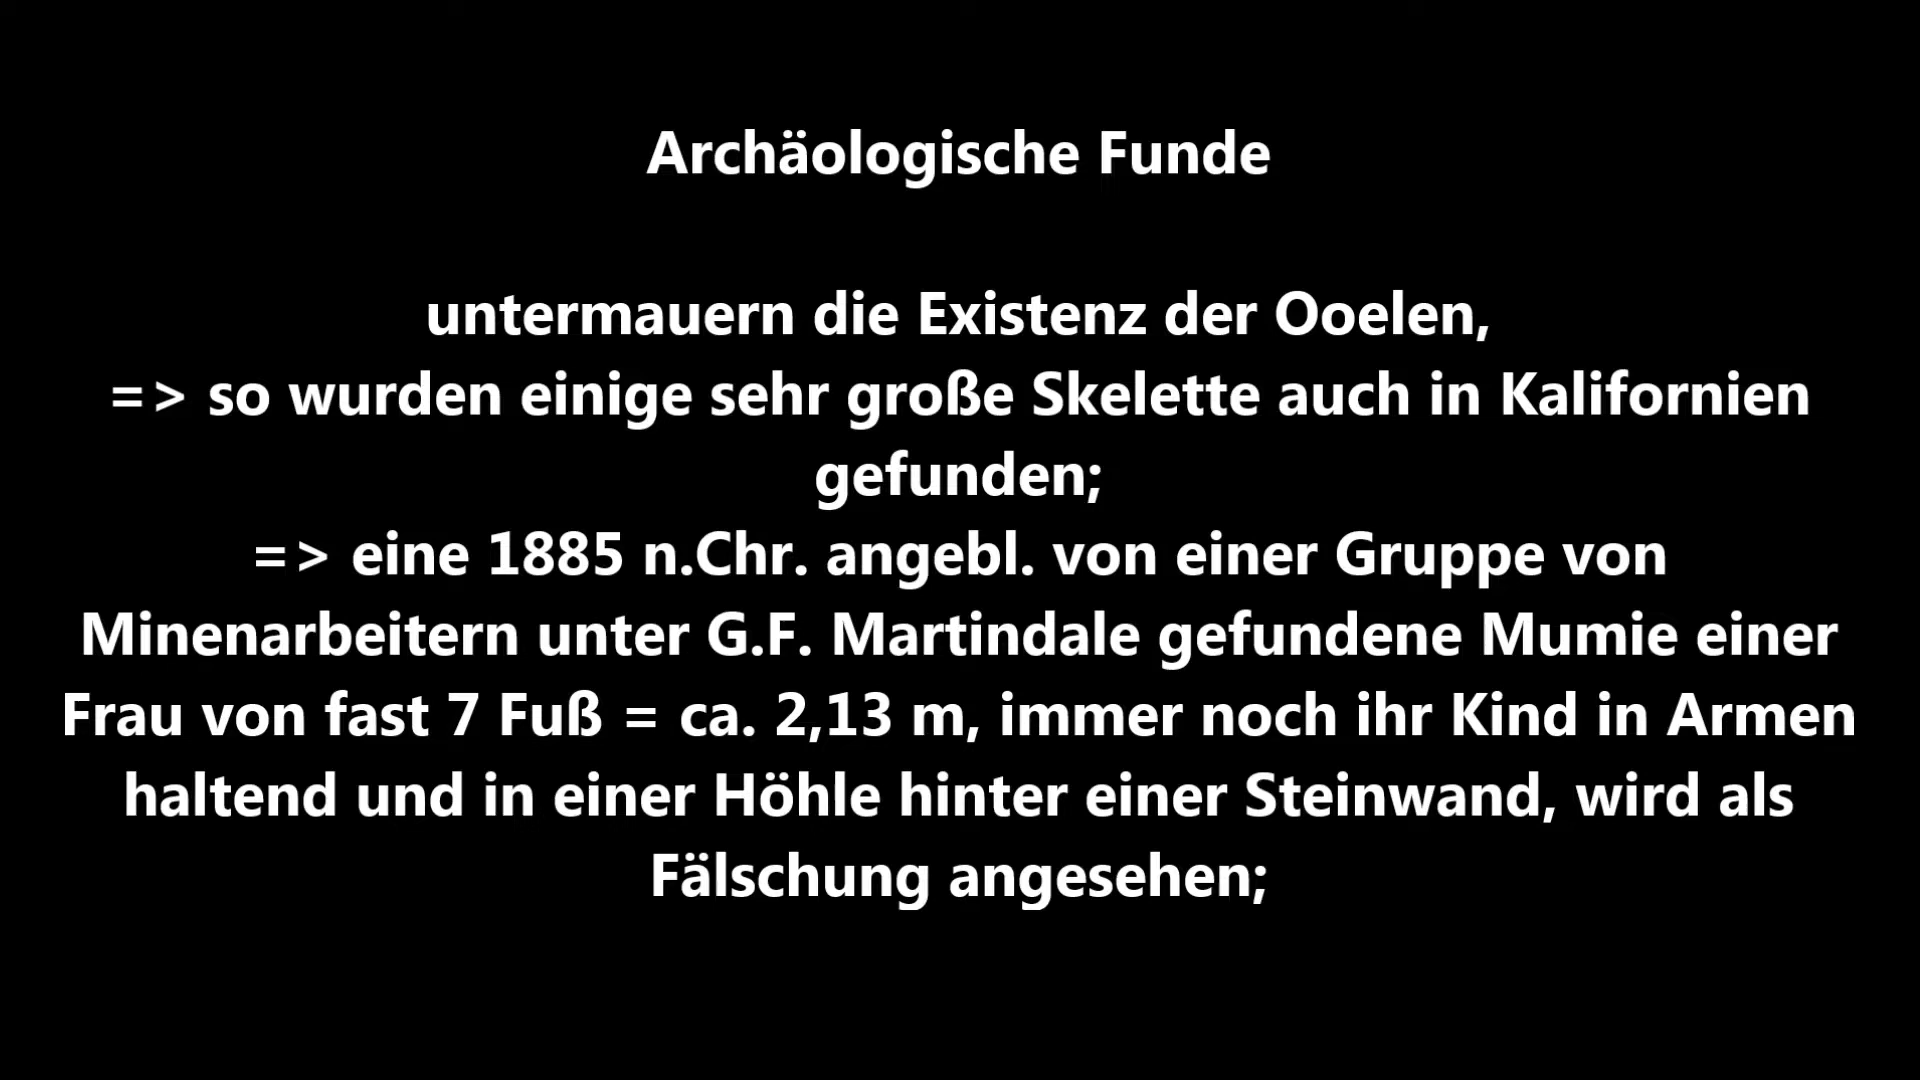 Archäologische Funde
untermauern die Existenz der Ooelen,
=> so wurden einige sehr große Skelette auch in Kalifornien
gefunden;
=> eine 1885 n.Chr. angebl. von einer Gruppe von
Minenarbeitern unter G.F. Martindale gefundene Mumie einer
Frau von fast 7 Fuß = ca. 2,13 m, immer noch ihr Kind in Armen
haltend und in einer Höhle hinter einer Steinwand, wird als
Fälschung angesehen;